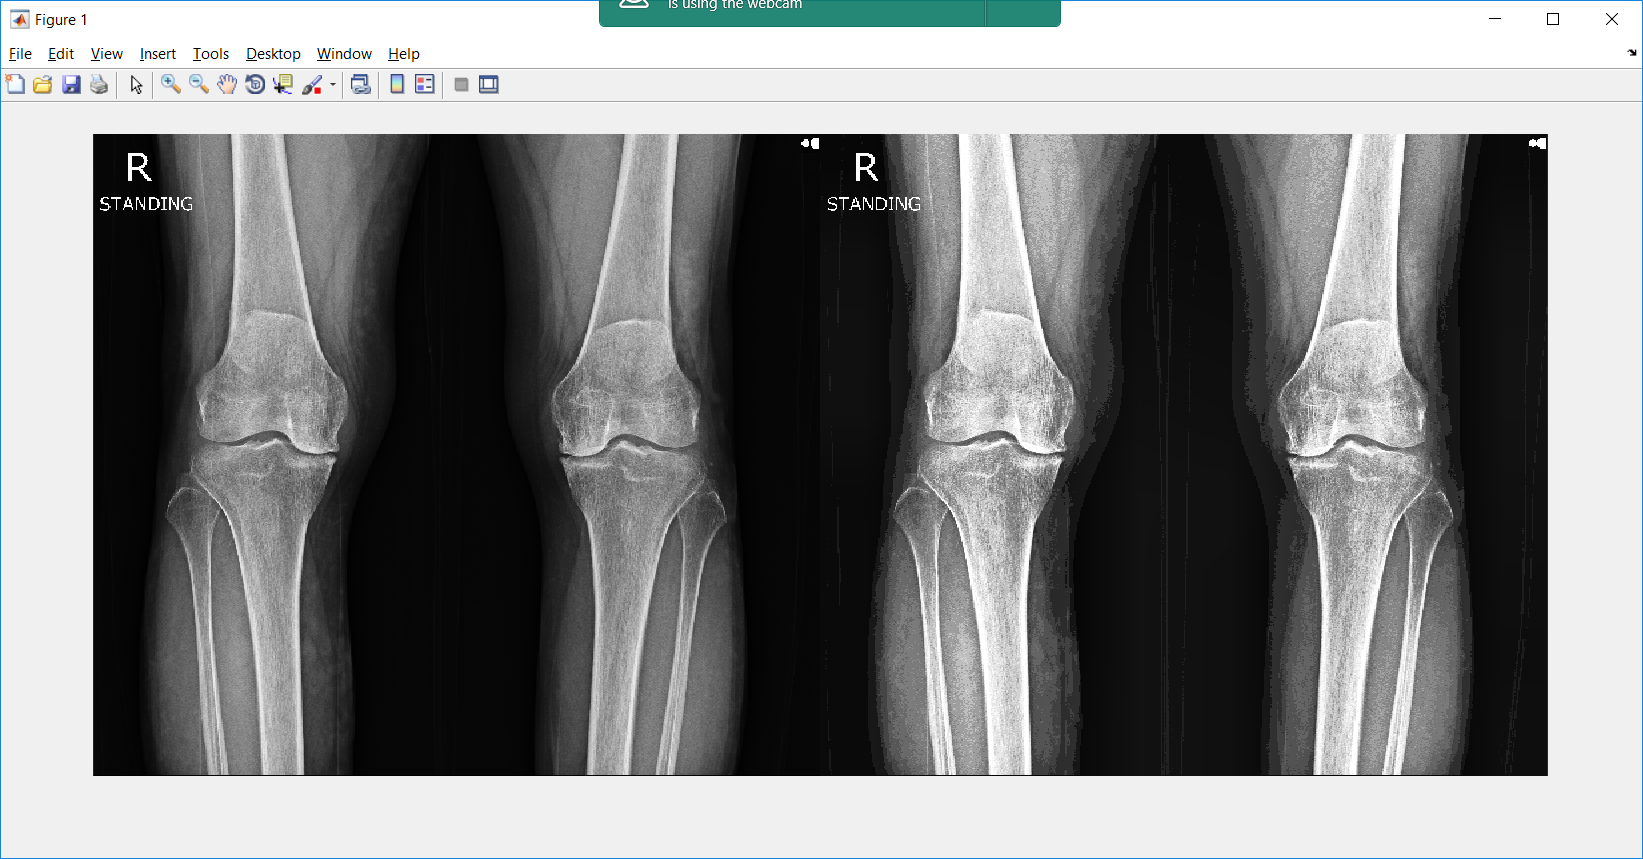 is using the webcam
Figure 1
File Edit View Insert Tools Desktop Window Help
R
STANDING
R
STANDING